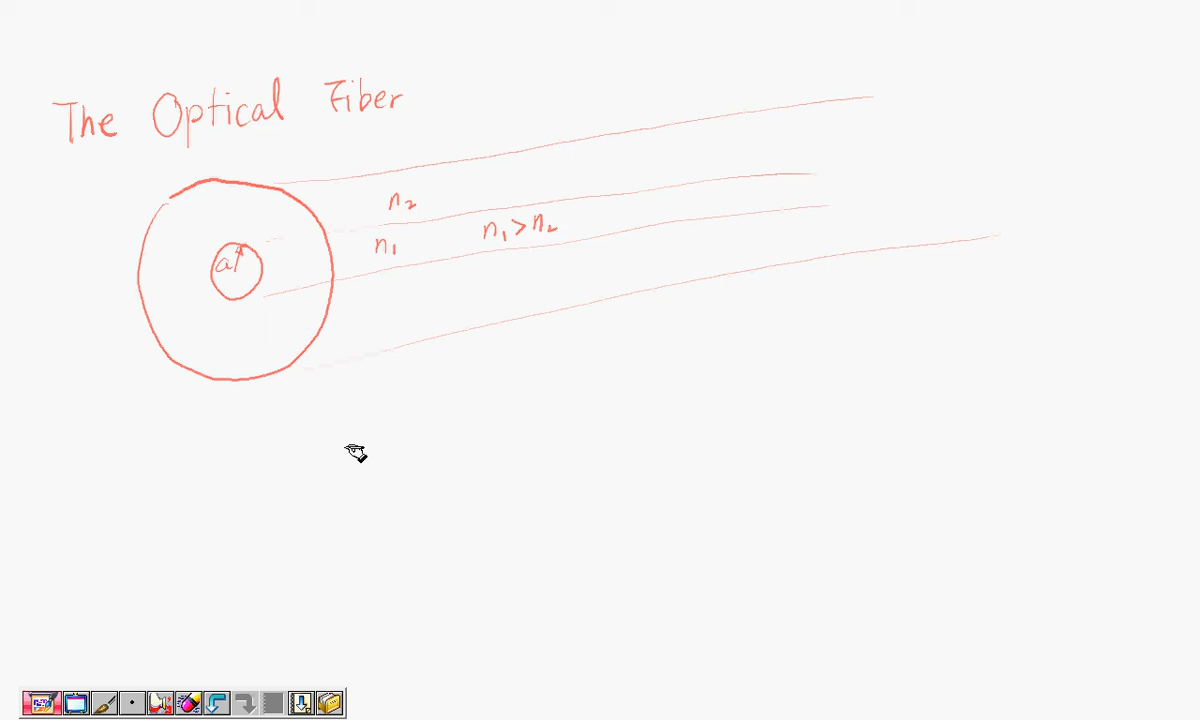 The Optical Fiber
n₂
n₁ n₁ > n₂
a